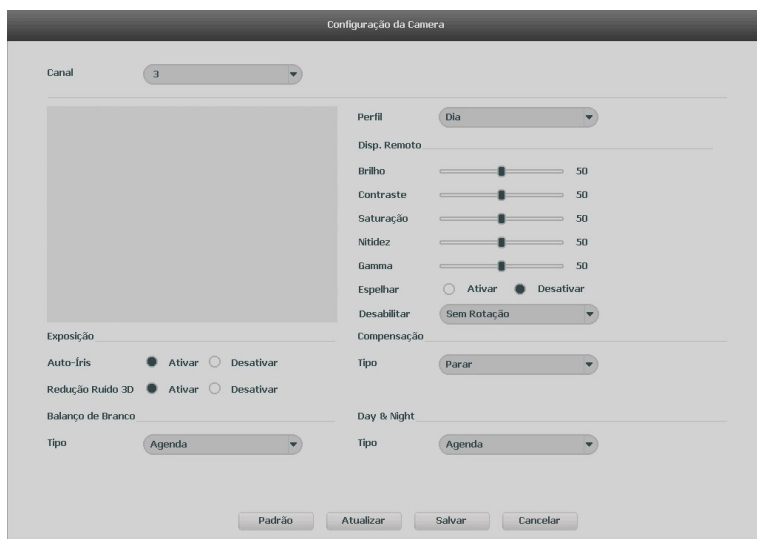 Configuração da Camera
Canal 3
Perfil Dia
Disp. Remoto
Brilho 50
Contraste 50
Saturação 50
Nitidez 50
Gamma 50
Espelhar Ativar Desativar
Desabilitar Sem Rotação
Exposição
Auto-Íris Ativar Desativar
Redução Ruído 3D Ativar Desativar
Compensação
Tipo Parar
Balanço de Branco
Tipo Agenda
Day & Night
Tipo Agenda
Padrão Atualizar Salvar Cancelar